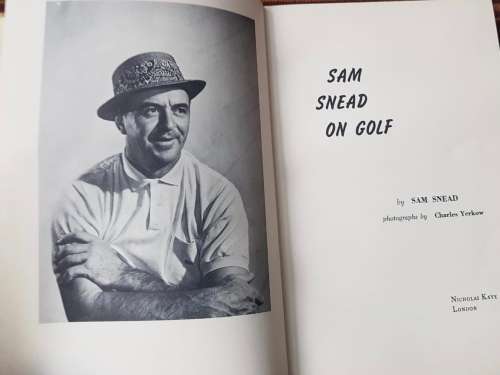 SAM
SNEAD
ON GOLF
by SAM SNEAD
photographs by Charles Yerkow
NICHOLAS KAYE
LONDON